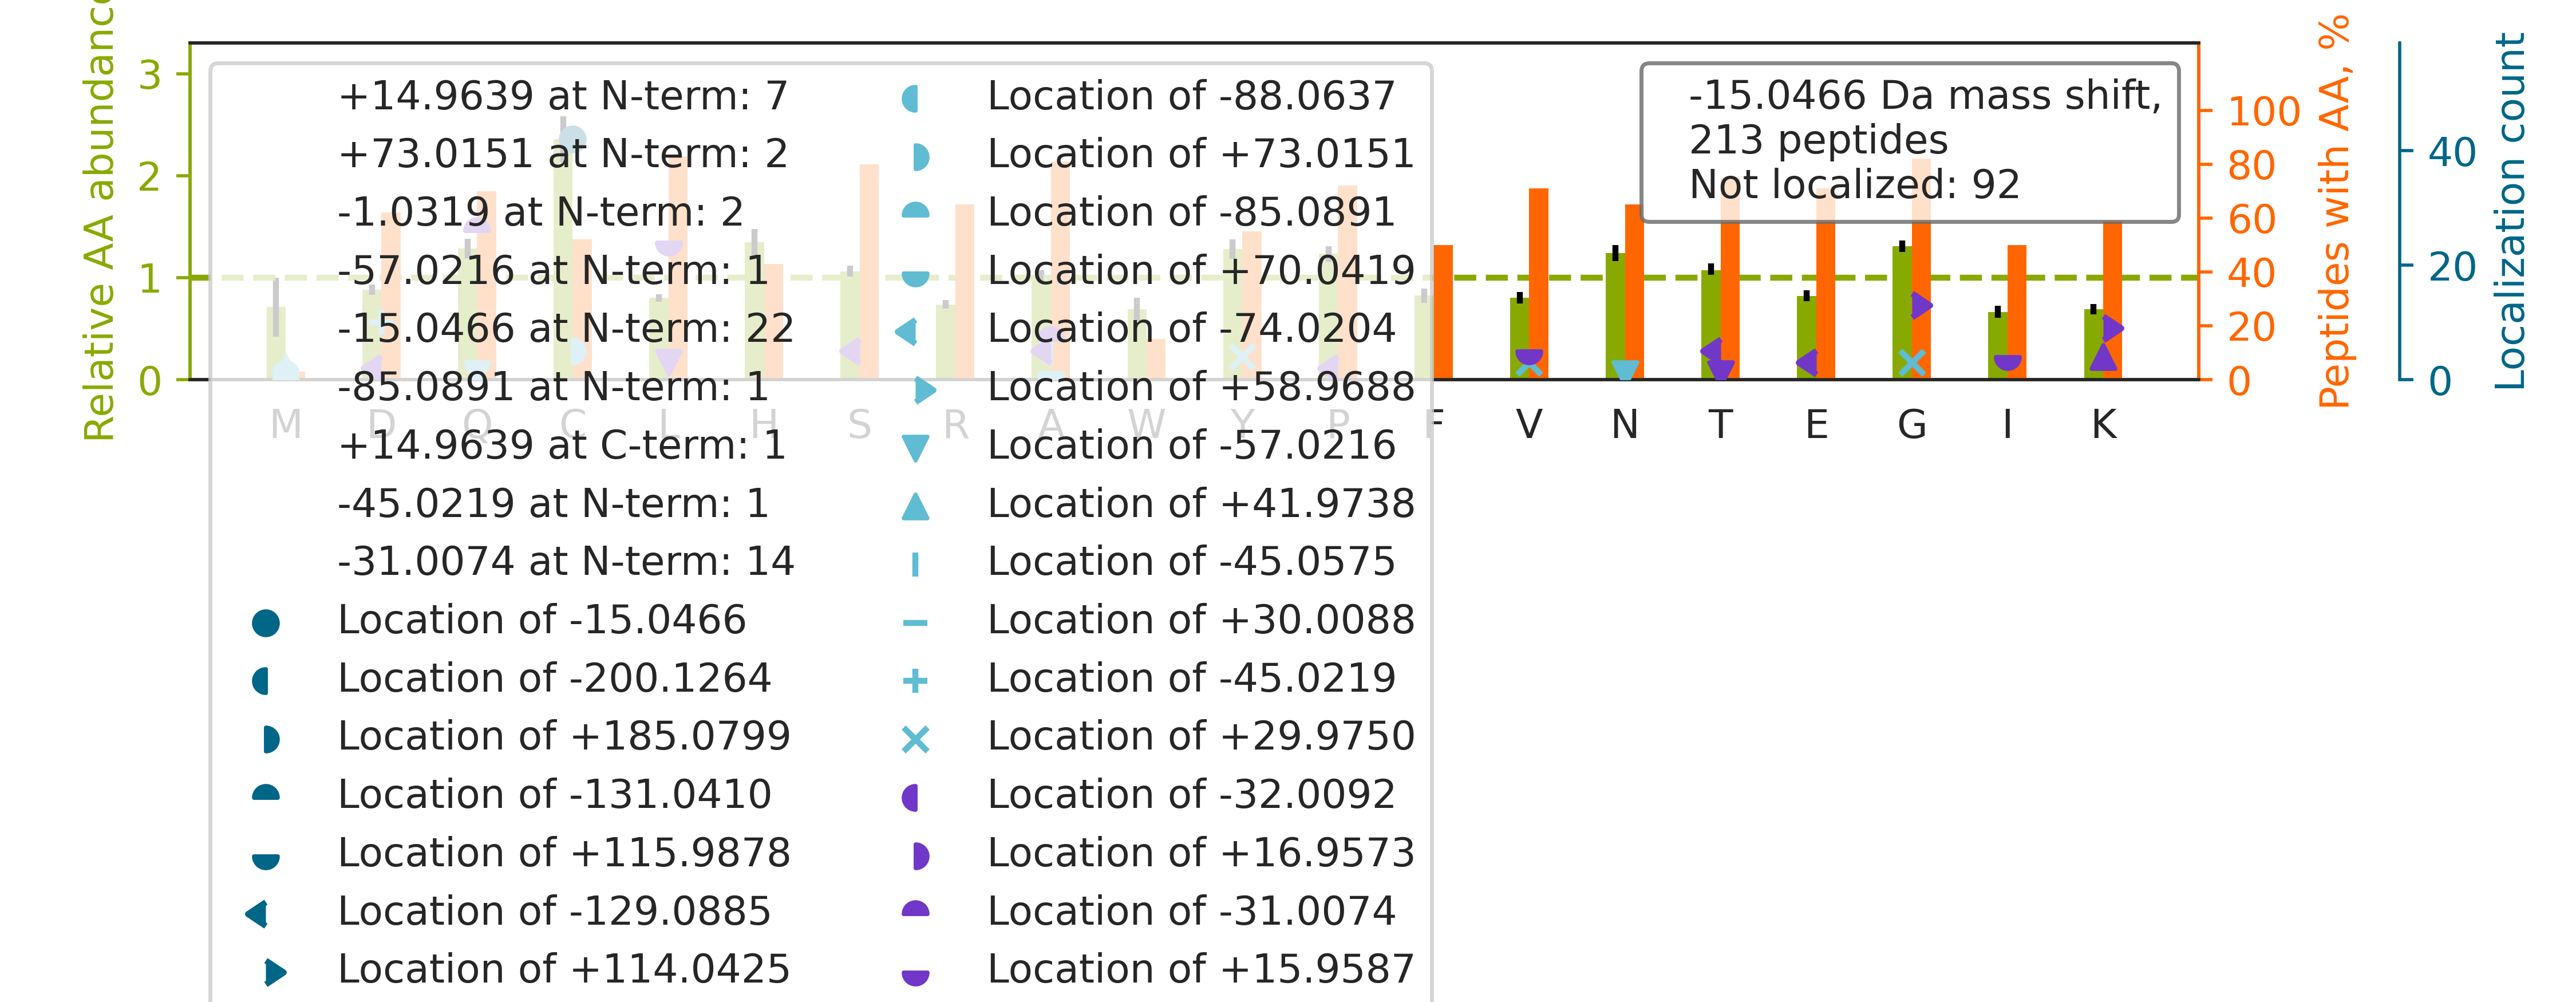 Relative AA abundance
3
2
1
0
+14.9639 at N-term: 7
+73.0151 at N-term: 2
-1.0319 at N-term: 2
-57.0216 at N-term: 1
-15.0466 at N-term: 22
-85.0891 at N-term: 1
+14.9639 at C-term: 1
-45.0219 at N-term: 1
-31.0074 at N-term: 14
Location of -15.0466
Location of -200.1264
Location of +185.0799
Location of -131.0410
Location of +115.9878
Location of -129.0885
Location of +114.0425
Location of -88.0637
Location of +73.0151
Location of -85.0891
Location of +70.0419
Location of -74.0204
Location of +58.9688
Location of -57.0216
Location of +41.9738
Location of -45.0575
Location of +30.0088
Location of -45.0219
Location of +29.9750
Location of -32.0092
Location of +16.9573
Location of -31.0074
Location of +15.9587
-15.0466 Da mass shift,
213 peptides
Not localized: 92
M D Q C L H S R A W Y P F V N T E G I K
100
80
60
40
20
0
Peptides with AA, %
40
20
0
Localization count